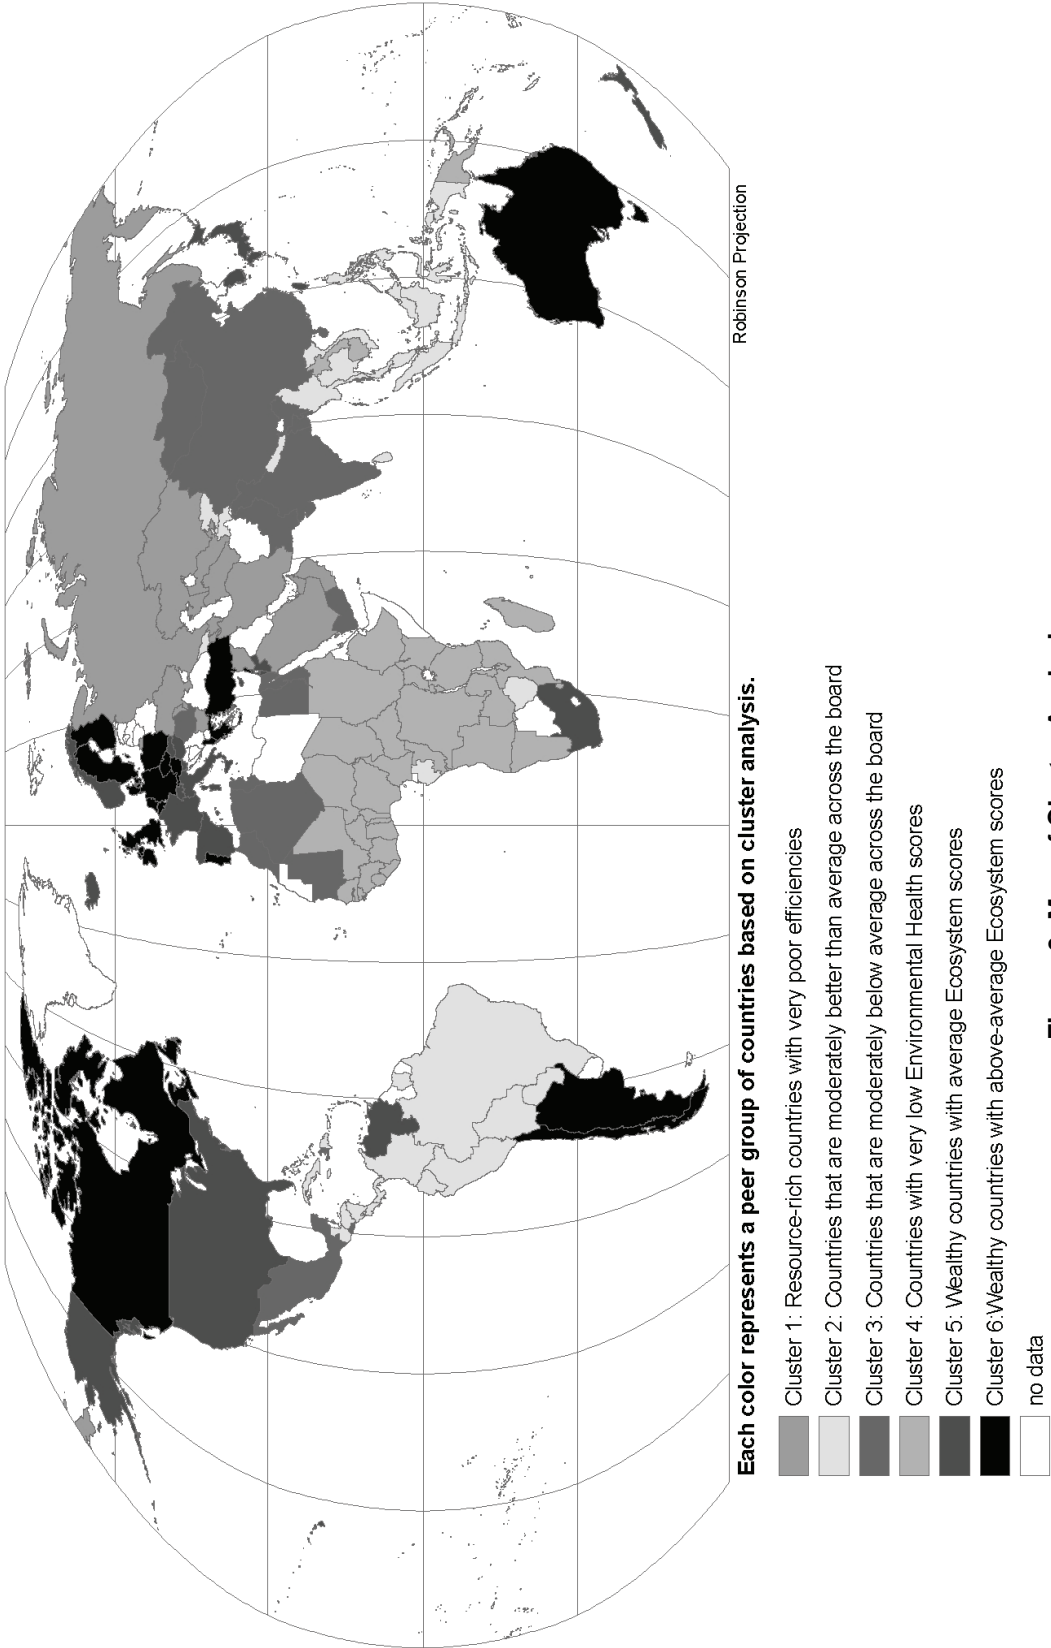 Robinson Projection
Each color represents a peer group of countries based on cluster analysis.
Cluster 1: Resource-rich countries with very poor efficiencies
Cluster 2: Countries that are moderately better than average across the board
Cluster 3: Countries that are moderately below average across the board
Cluster 4: Countries with very low Environmental Health scores
Cluster 5: Wealthy countries with average Ecosystem scores
Cluster 6:Wealthy countries with above-average Ecosystem scores
no data